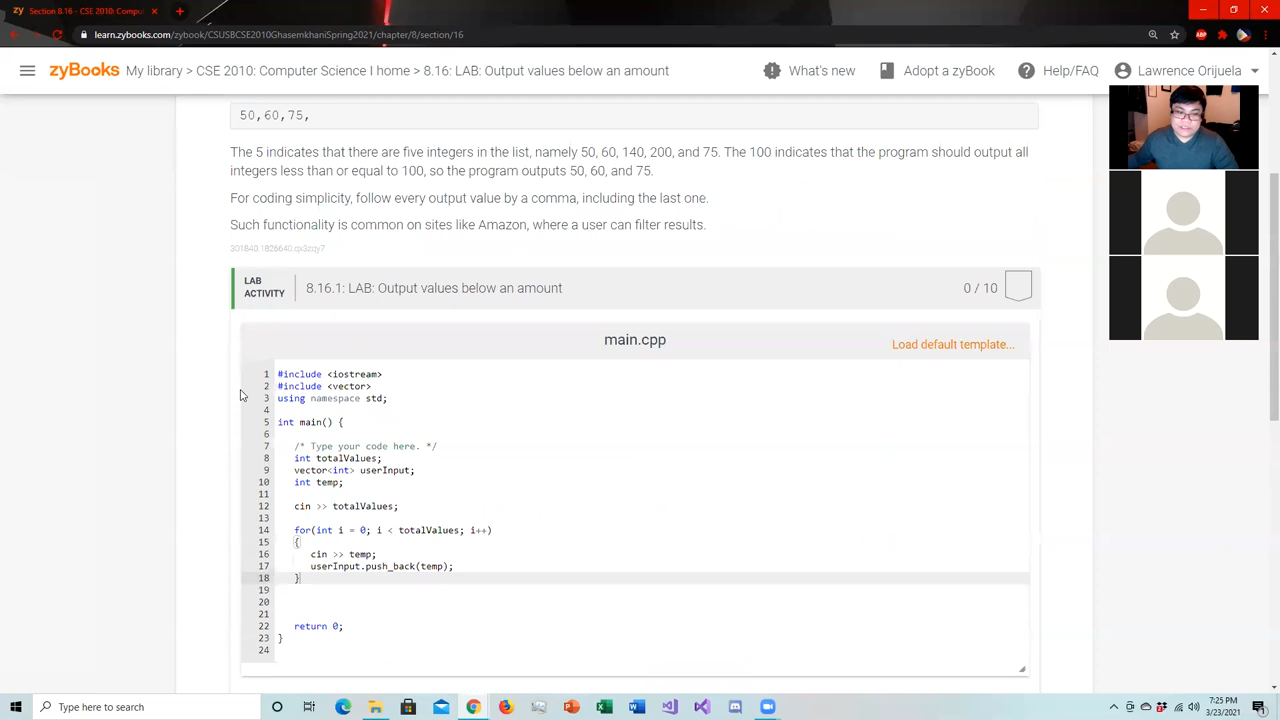 Section 8.16 - CSE 2010: Comput
learn.zybooks.com/zybook/CSUSBCSE2010GhasemkhaniSpring2021/chapter/8/section/16
zyBooks My library > CSE 2010: Computer Science I home > 8.16: LAB: Output values below an amount What's new Adopt a zyBook Help/FAQ Lawrence Orijuela
50,60,75,
The 5 indicates that there are five integers in the list, namely 50, 60, 140, 200, and 75. The 100 indicates that the program should output all
integers less than or equal to 100, so the program outputs 50, 60, and 75.
For coding simplicity, follow every output value by a comma, including the last one.
Such functionality is common on sites like Amazon, where a user can filter results.
301840.1826640.qx3zqy7
LAB
ACTIVITY
8.16.1: LAB: Output values below an amount 0 / 10
main.cpp Load default template...
1 #include <iostream>
2 #include <vector>
3 using namespace std;
4
5 int main() {
6
7 /* Type your code here. */
8 int totalValues;
9 vector<int> userInput;
10 int temp;
11
12 cin >> totalValues;
13
14 for(int i = 0; i < totalValues; i++)
15 {
16 cin >> temp;
17 userInput.push_back(temp);
18 }
19
20
21
22 return 0;
23 }
24
Type here to search
7:25 PM
3/23/2021